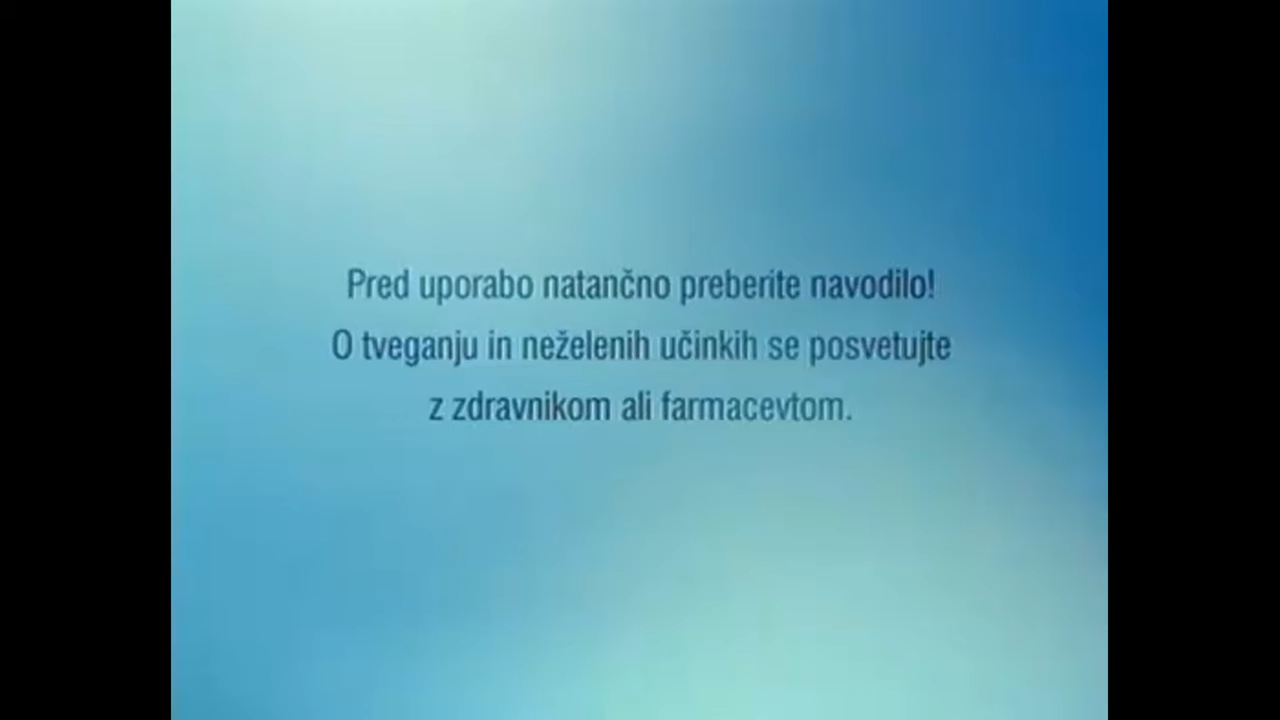 Pred uporabo natančno preberite navodilo!
O tveganju in neželenih učinkih se posvetujte
z zdravnikom ali farmacevtom.